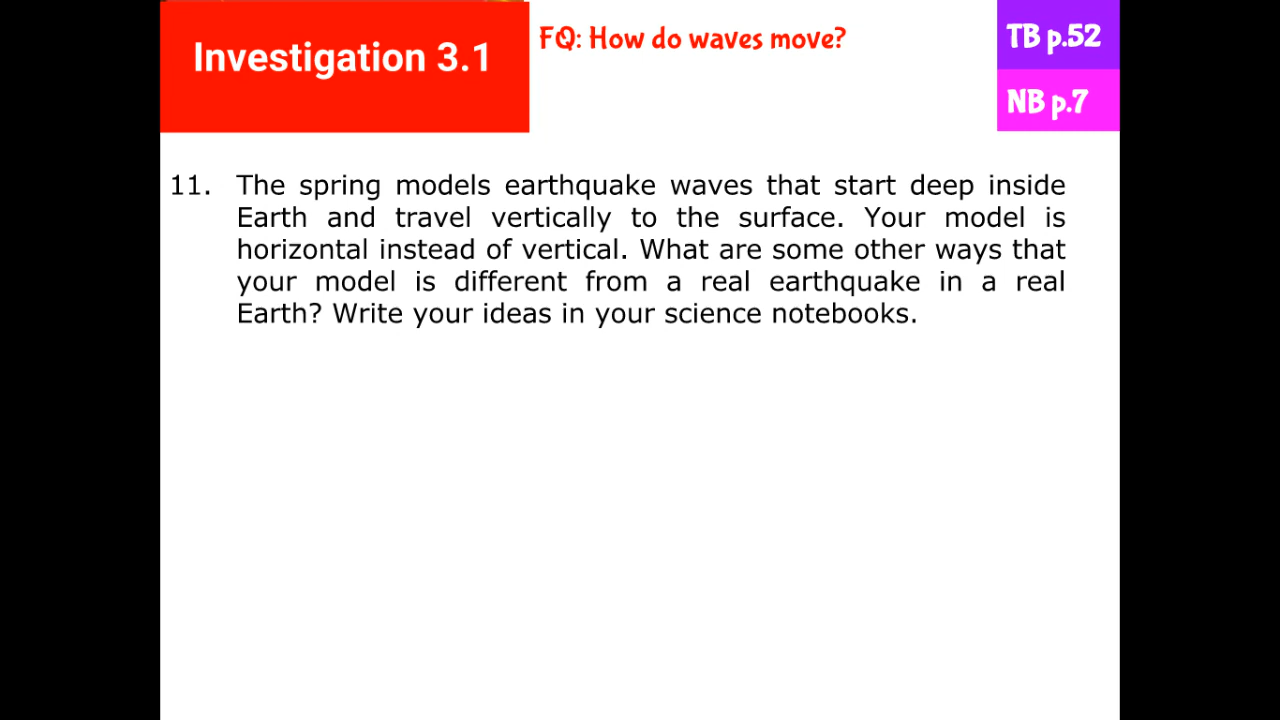 Investigation 3.1
FQ: How do waves move?
TB p.52
NB p.7
11. The spring models earthquake waves that start deep inside
Earth and travel vertically to the surface. Your model is
horizontal instead of vertical. What are some other ways that
your model is different from a real earthquake in a real
Earth? Write your ideas in your science notebooks.